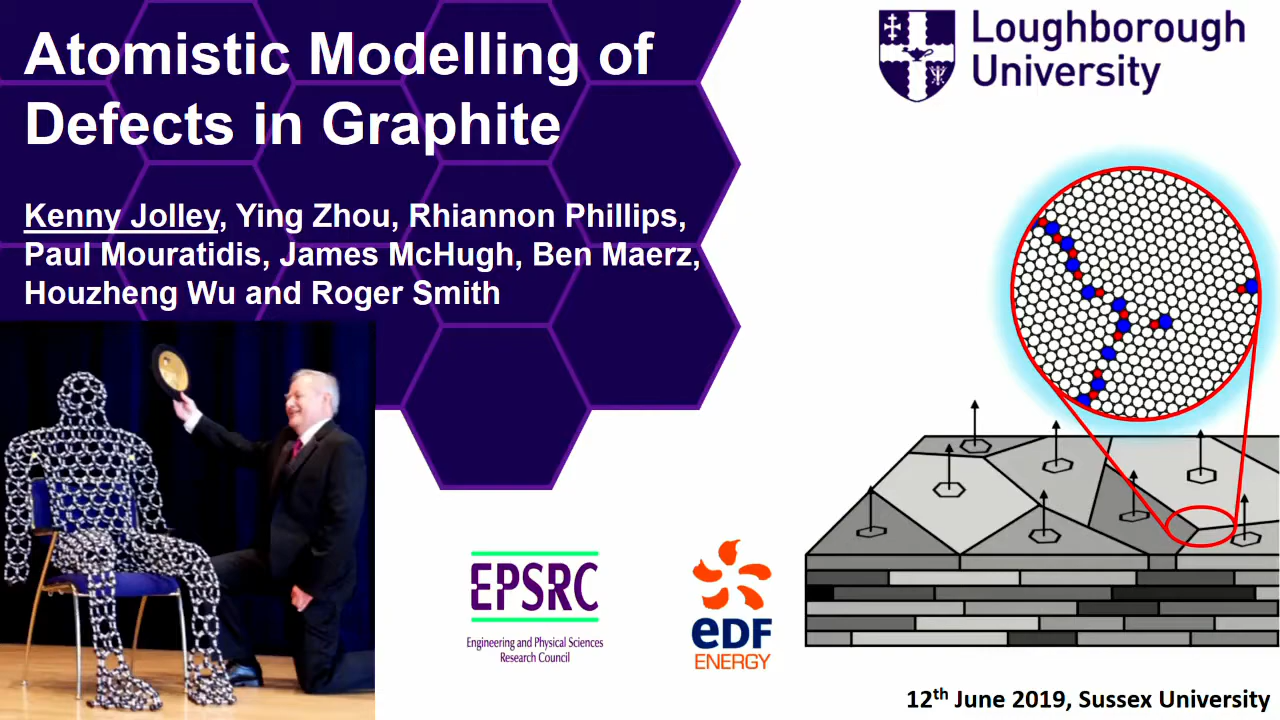 Atomistic Modelling of
Defects in Graphite
Kenny Jolley, Ying Zhou, Rhiannon Phillips,
Paul Mouratidis, James McHugh, Ben Maerz,
Houzheng Wu and Roger Smith
Loughborough
University
EPSRC
Engineering and Physical Sciences
Research Council
eDF
ENERGY
12th June 2019, Sussex University